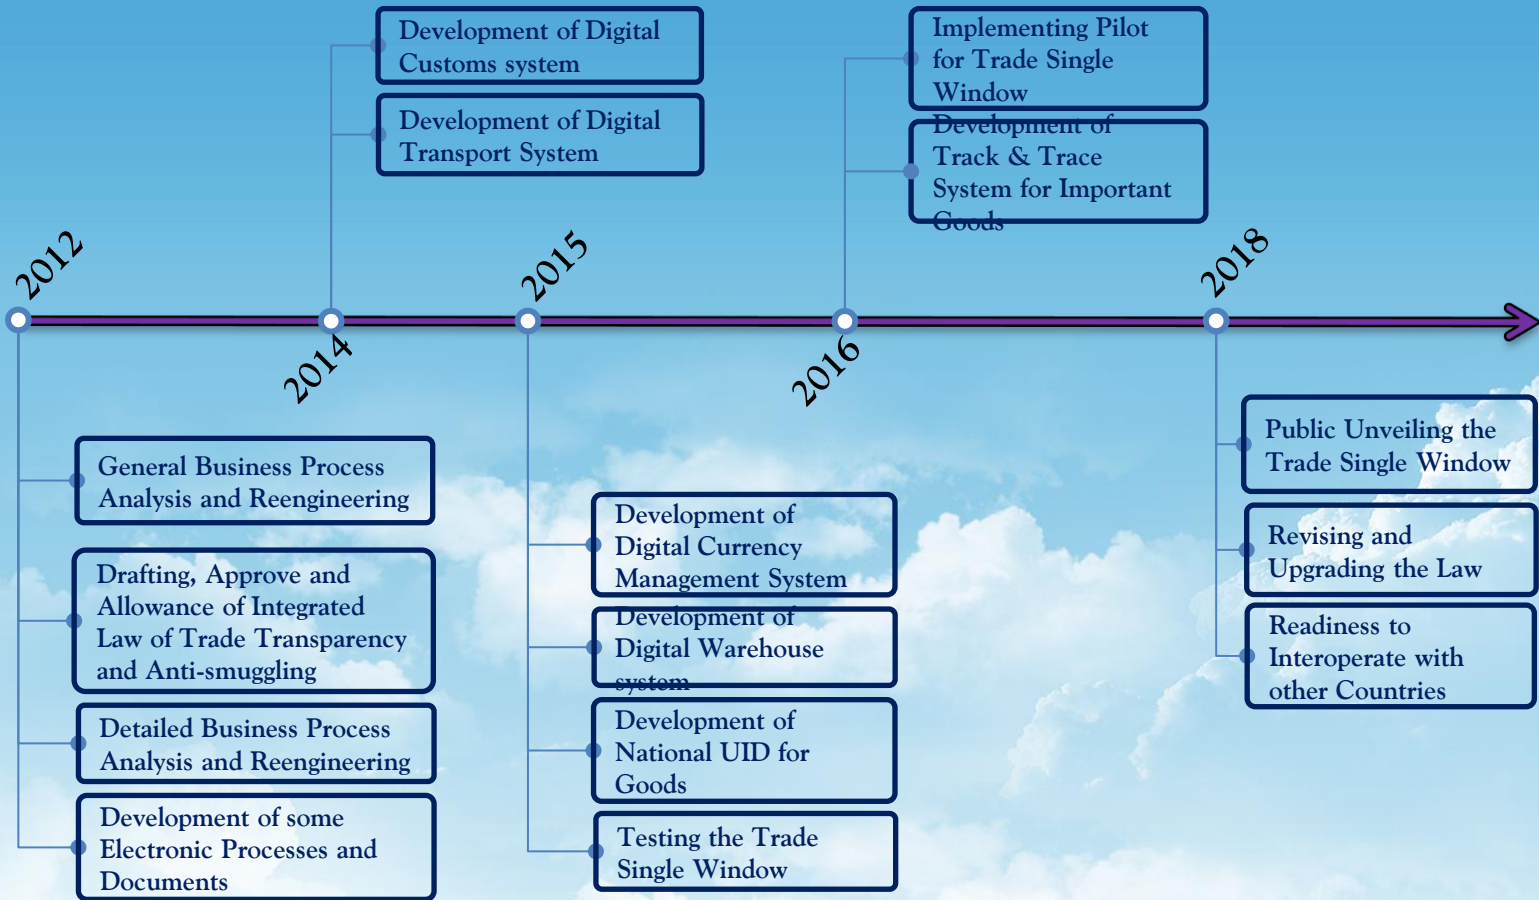 2012
General Business Process
Analysis and Reengineering
Drafting, Approve and
Allowance of Integrated
Law of Trade Transparency
and Anti-smuggling
Detailed Business Process
Analysis and Reengineering
Development of some
Electronic Processes and
Documents
2014
Development of Digital
Customs system
Development of Digital
Transport System
2015
Development of
Digital Currency
Management System
Development of
Digital Warehouse
system
Development of
National UID for
Goods
Testing the Trade
Single Window
2016
Implementing Pilot
for Trade Single
Window
Development of
Track & Trace
System for Important
Goods
2018
Public Unveiling the
Trade Single Window
Revising and
Upgrading the Law
Readiness to
Interoperate with
other Countries